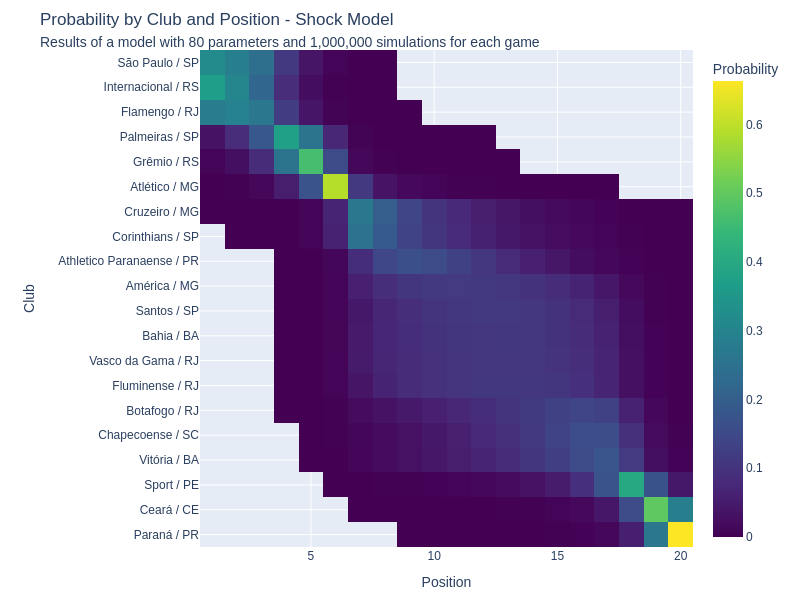 Probability by Club and Position - Shock Model
Results of a model with 80 parameters and 1,000,000 simulations for each game
São Paulo / SP
Internacional / RS
Flamengo / RJ
Palmeiras / SP
Grêmio / RS
Atlético / MG
Cruzeiro / MG
Corinthians / SP
Athletico Paranaense / PR
América / MG
Santos / SP
Bahia / BA
Vasco da Gama / RJ
Fluminense / RJ
Botafogo / RJ
Chapecoense / SC
Vitória / BA
Sport / PE
Ceará / CE
Paraná / PR
Club
5 10 15 20
Position
Probability
0.6
0.5
0.4
0.3
0.2
0.1
0